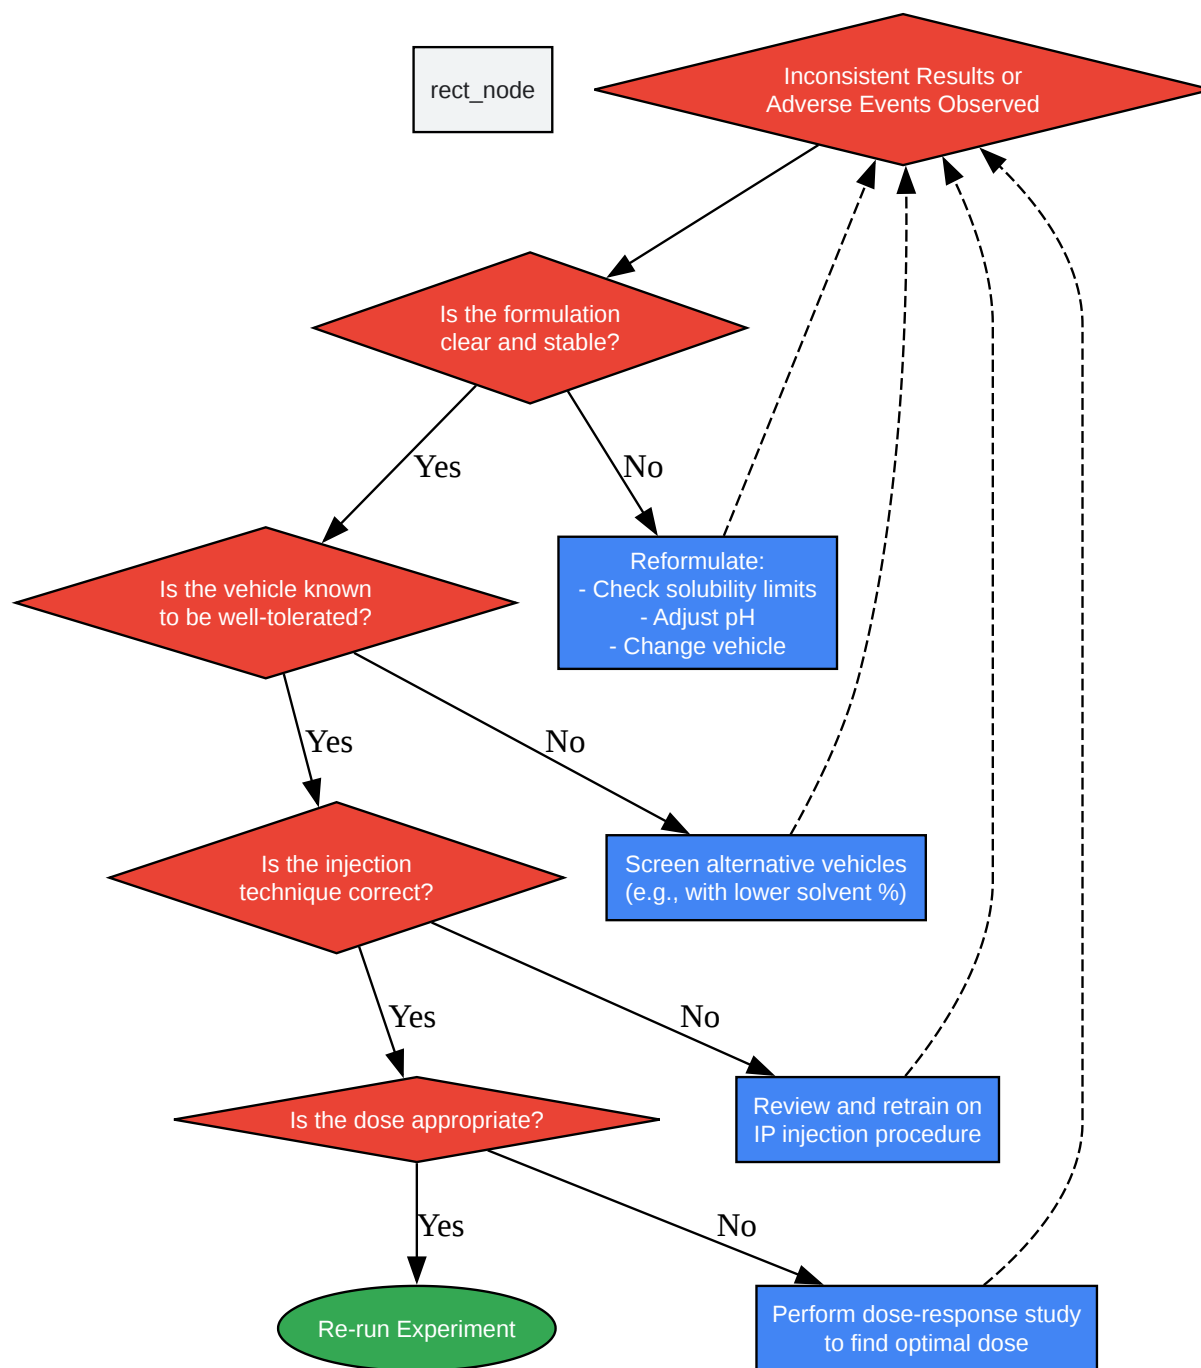 rect_node
Inconsistent Results or
Adverse Events Observed
Is the formulation
clear and stable?
Yes
No
Is the vehicle known
to be well-tolerated?
Reformulate:
- Check solubility limits
- Adjust pH
- Change vehicle
Yes
No
Is the injection
technique correct?
Screen alternative vehicles
(e.g., with lower solvent %)
Yes
No
Is the dose appropriate?
Review and retrain on
IP injection procedure
Yes
No
Re-run Experiment
Perform dose-response study
to find optimal dose